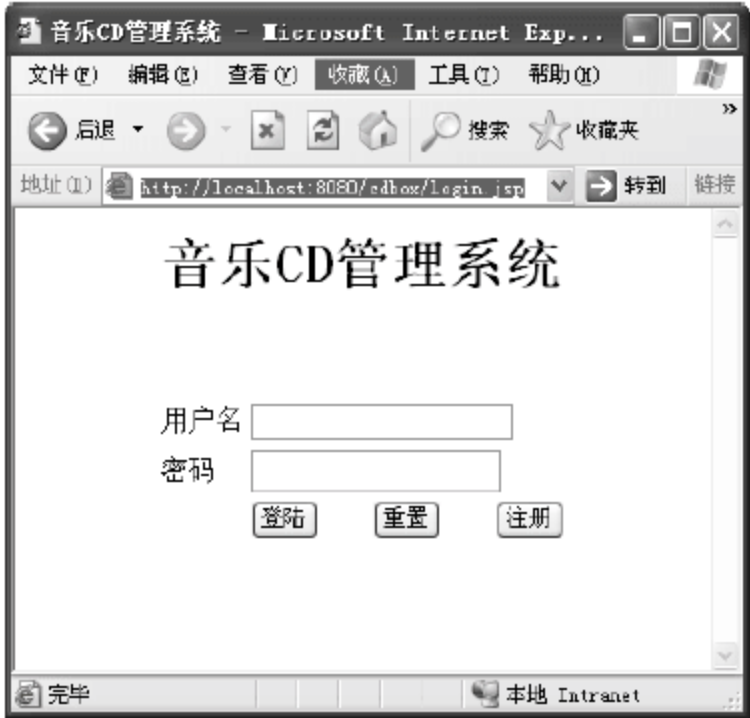 音乐CD管理系统 - Microsoft Internet Exp...
文件(F) 编辑(E) 查看(V) 收藏(A) 工具(T) 帮助(H)
后退 搜索 收藏夹 »
地址(D) http://localhost:8080/cdbox/login.jsp 转到 链接
音乐CD管理系统
用户名
密码
登陆 重置 注册
完毕 本地 Intranet